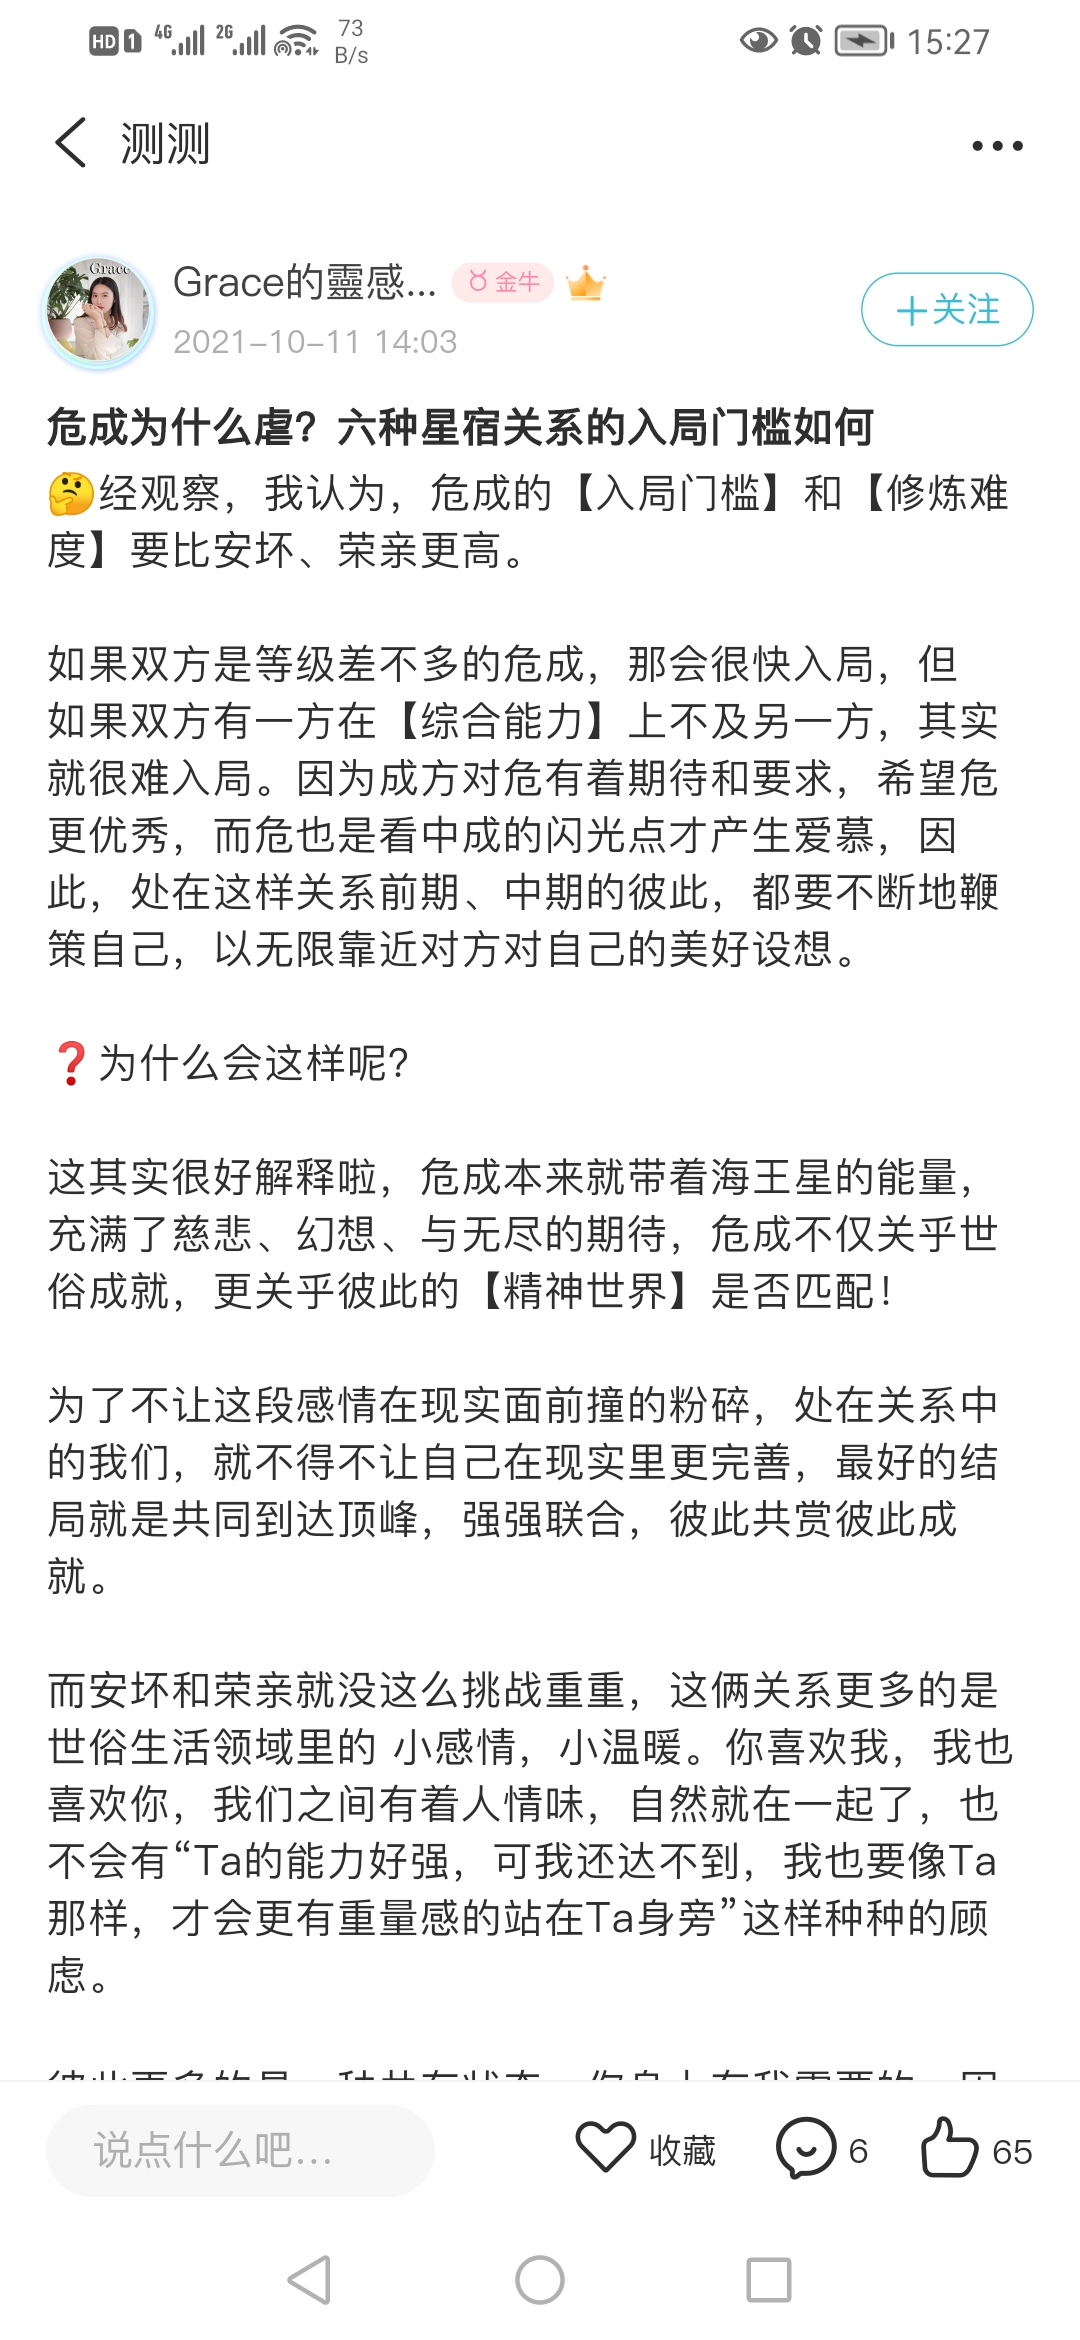 HD 1 4G 2G 73 B/s 15:27
测测
Grace
Grace的靈感... 金牛
2021-10-11 14:03
+关注
危成为什么虐？六种星宿关系的入局门槛如何
🤔经观察，我认为，危成的【入局门槛】和【修炼难
度】要比安坏、荣亲更高。
如果双方是等级差不多的危成，那会很快入局，但
如果双方有一方在【综合能力】上不及另一方，其实
就很难入局。因为成方对危有着期待和要求，希望危
更优秀，而危也是看中成的闪光点才产生爱慕，因
此，处在这样关系前期、中期的彼此，都要不断地鞭
策自己，以无限靠近对方对自己的美好设想。
❓为什么会这样呢？
这其实很好解释啦，危成本来就带着海王星的能量，
充满了慈悲、幻想、与无尽的期待，危成不仅关乎世
俗成就，更关乎彼此的【精神世界】是否匹配！
为了不让这段感情在现实面前撞的粉碎，处在关系中
的我们，就不得不让自己在现实里更完善，最好的结
局就是共同到达顶峰，强强联合，彼此共赏彼此成
就。
而安坏和荣亲就没这么挑战重重，这俩关系更多的是
世俗生活领域里的 小感情，小温暖。你喜欢我，我也
喜欢你，我们之间有着人情味，自然就在一起了，也
不会有“Ta的能力好强，可我还达不到，我也要像Ta
那样，才会更有重量感的站在Ta身旁”这样种种的顾
虑。
说点什么吧... 收藏 6 65